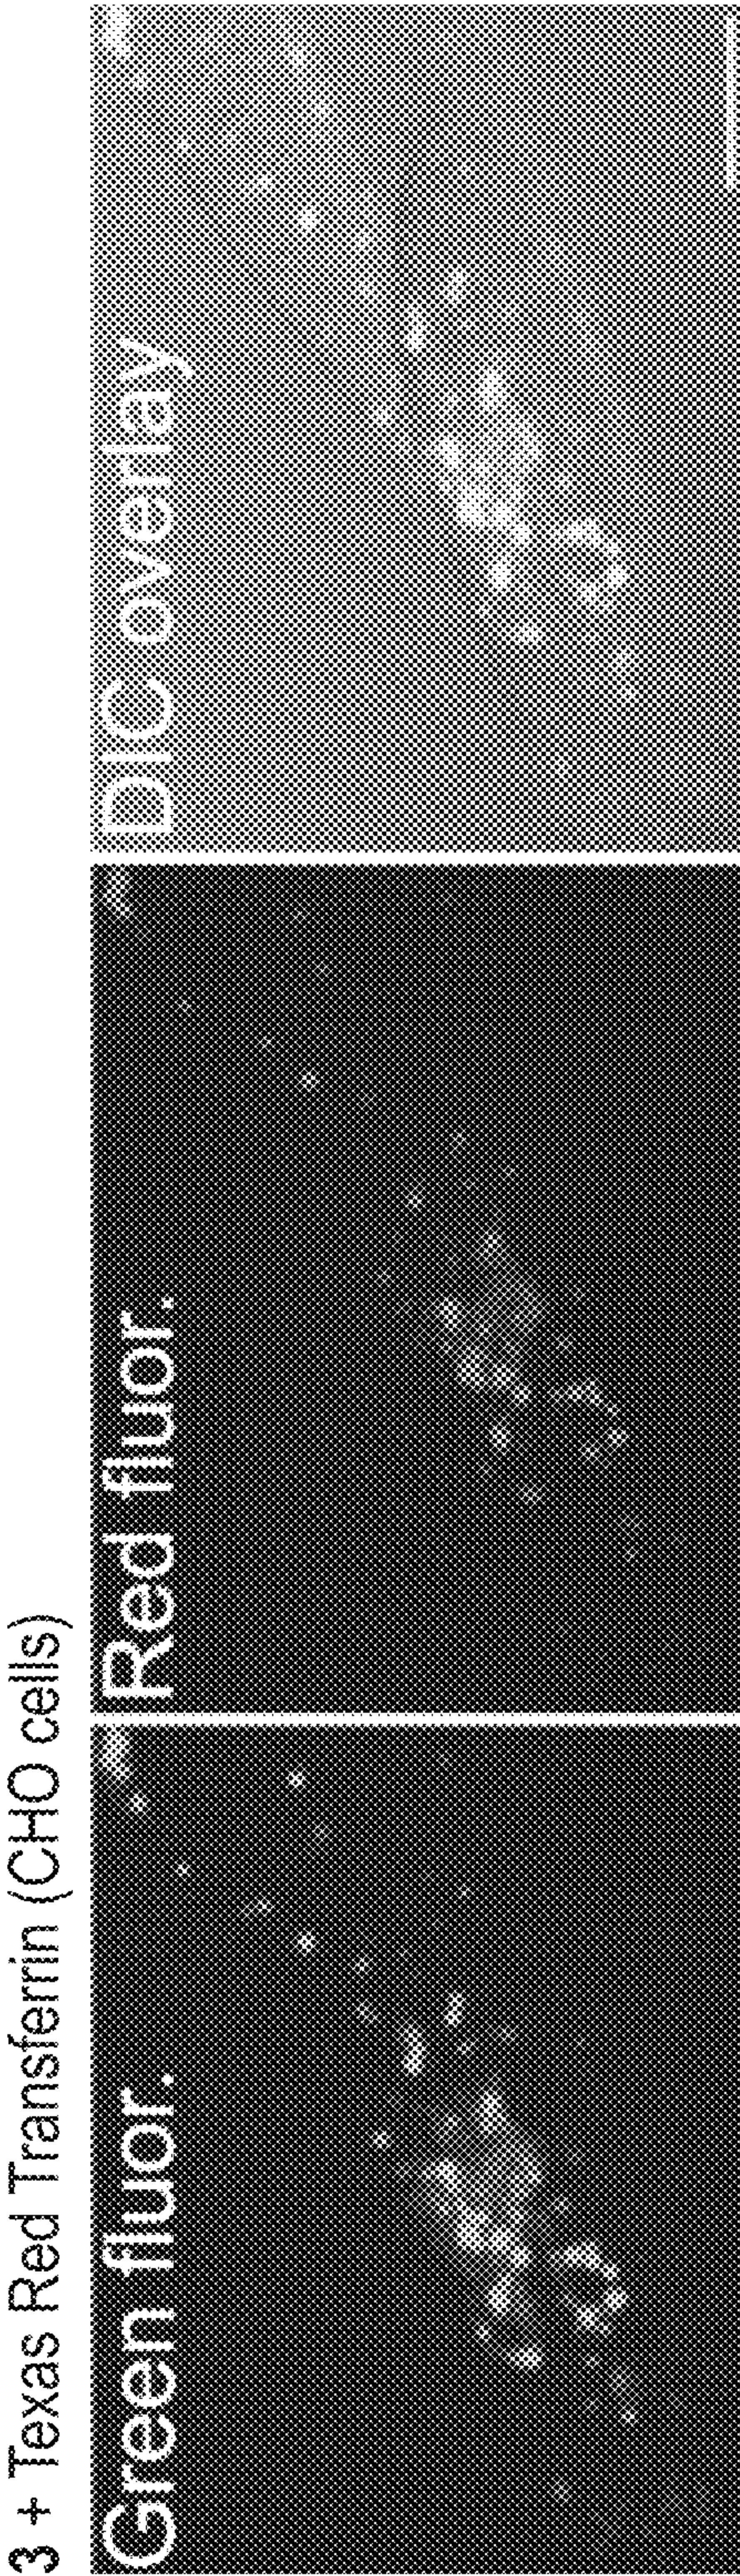 3 + Texas Red Transferrin (CHO cells)
Green fluor.
Red fluor.
DIC overlay